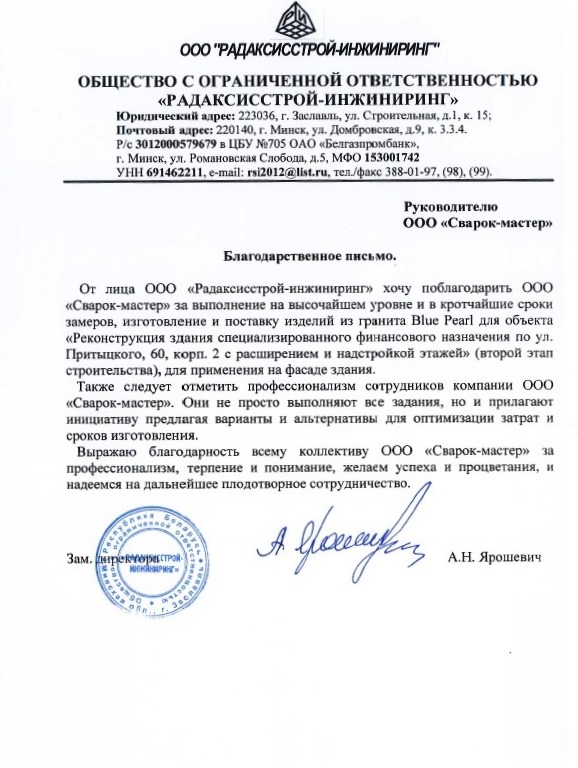 ООО "РАДАКСИССТРОЙ-ИНЖИНИРИНГ"
ОБЩЕСТВО С ОГРАНИЧЕННОЙ ОТВЕТСТВЕННОСТЬЮ
«РАДАКСИССТРОЙ-ИНЖИНИРИНГ»
Юридический адрес: 223036, г. Заславль, ул. Строительная, д.1, к. 15;
Почтовый адрес: 220140, г. Минск, ул. Домбровская, д.9, к. 3.3.4.
Р/с 3012000579679 в ЦБУ №705 ОАО «Белгазпромбанк»,
г. Минск, ул. Романовская Слобода, д.5, МФО 153001742
УНН 691462211, e-mail: rsi2012@list.ru, тел./факс 388-01-97, (98), (99).
Руководителю
ООО «Сварок-мастер»
Благодарственное письмо.
От лица ООО «Радаксисстрой-инжиниринг» хочу поблагодарить ООО
«Сварок-мастер» за выполнение на высочайшем уровне и в кротчайшие сроки
замеров, изготовление и поставку изделий из гранита Blue Pearl для объекта
«Реконструкция здания специализированного финансового назначения по ул.
Притыцкого, 60, корп. 2 с расширением и надстройкой этажей» (второй этап
строительства), для применения на фасаде здания.
Также следует отметить профессионализм сотрудников компании ООО
«Сварок-мастер». Они не просто выполняют все задания, но и прилагают
инициативу предлагая варианты и альтернативы для оптимизации затрат и
сроков изготовления.
Выражаю благодарность всему коллективу ООО «Сварок-мастер» за
профессионализм, терпение и понимание, желаем успеха и процветания, и
надеемся на дальнейшее плодотворное сотрудничество.
Республика Беларусь
ограниченной ответственностью
«РАДАКСИССТРОЙ-
ИНЖИНИРИНГ»
Зам. директора
А. Ярошевич
А.Н. Ярошевич